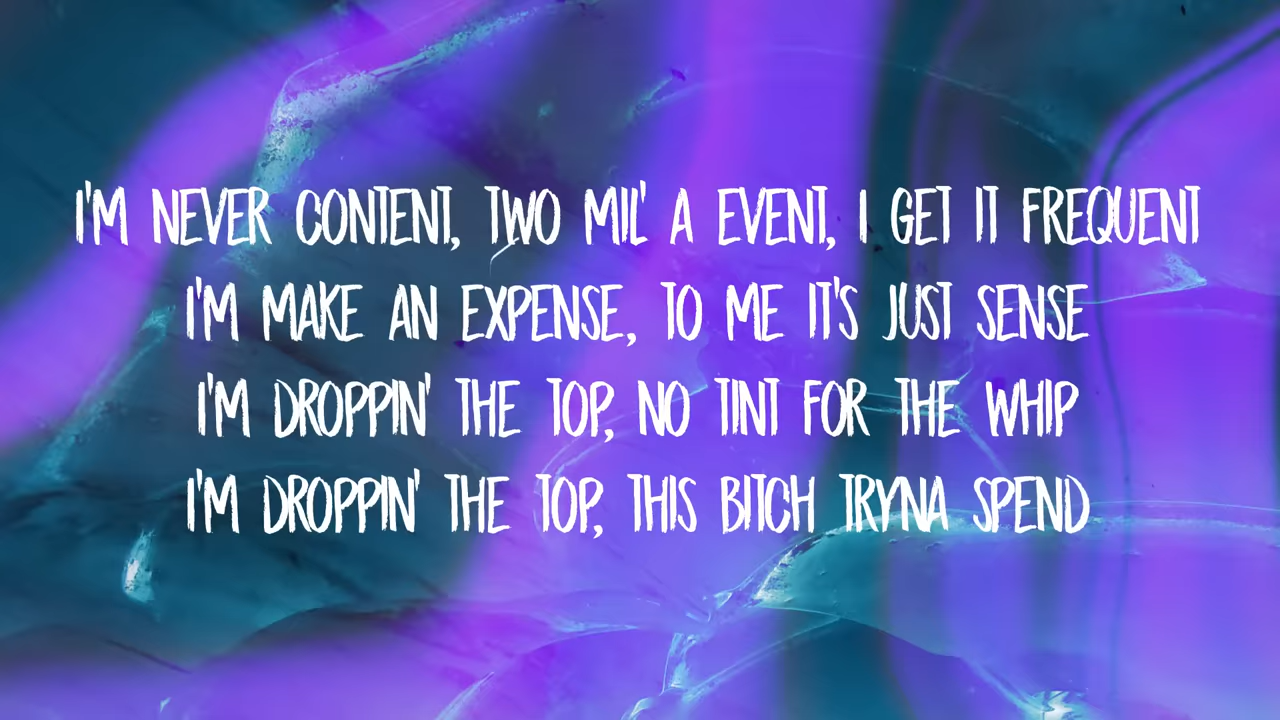 I'M NEVER CONTENT, TWO MIL' A EVENT, I GET IT FREQUENT
I'M MAKE AN EXPENSE, TO ME IT'S JUST SENSE
I'M DROPPIN' THE TOP, NO TINT FOR THE WHIP
I'M DROPPIN' THE TOP, THIS BITCH TRYNA SPEND